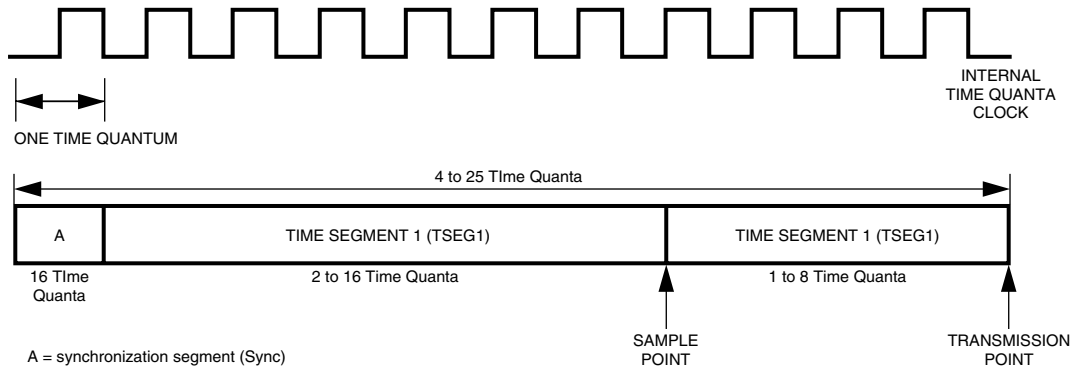 INTERNAL
TIME QUANTA
CLOCK
ONE TIME QUANTUM
4 to 25 TIme Quanta
A
TIME SEGMENT 1 (TSEG1)
TIME SEGMENT 1 (TSEG1)
16 TIme
Quanta
2 to 16 Time Quanta
1 to 8 Time Quanta
A = synchronization segment (Sync)
SAMPLE
POINT
TRANSMISSION
POINT